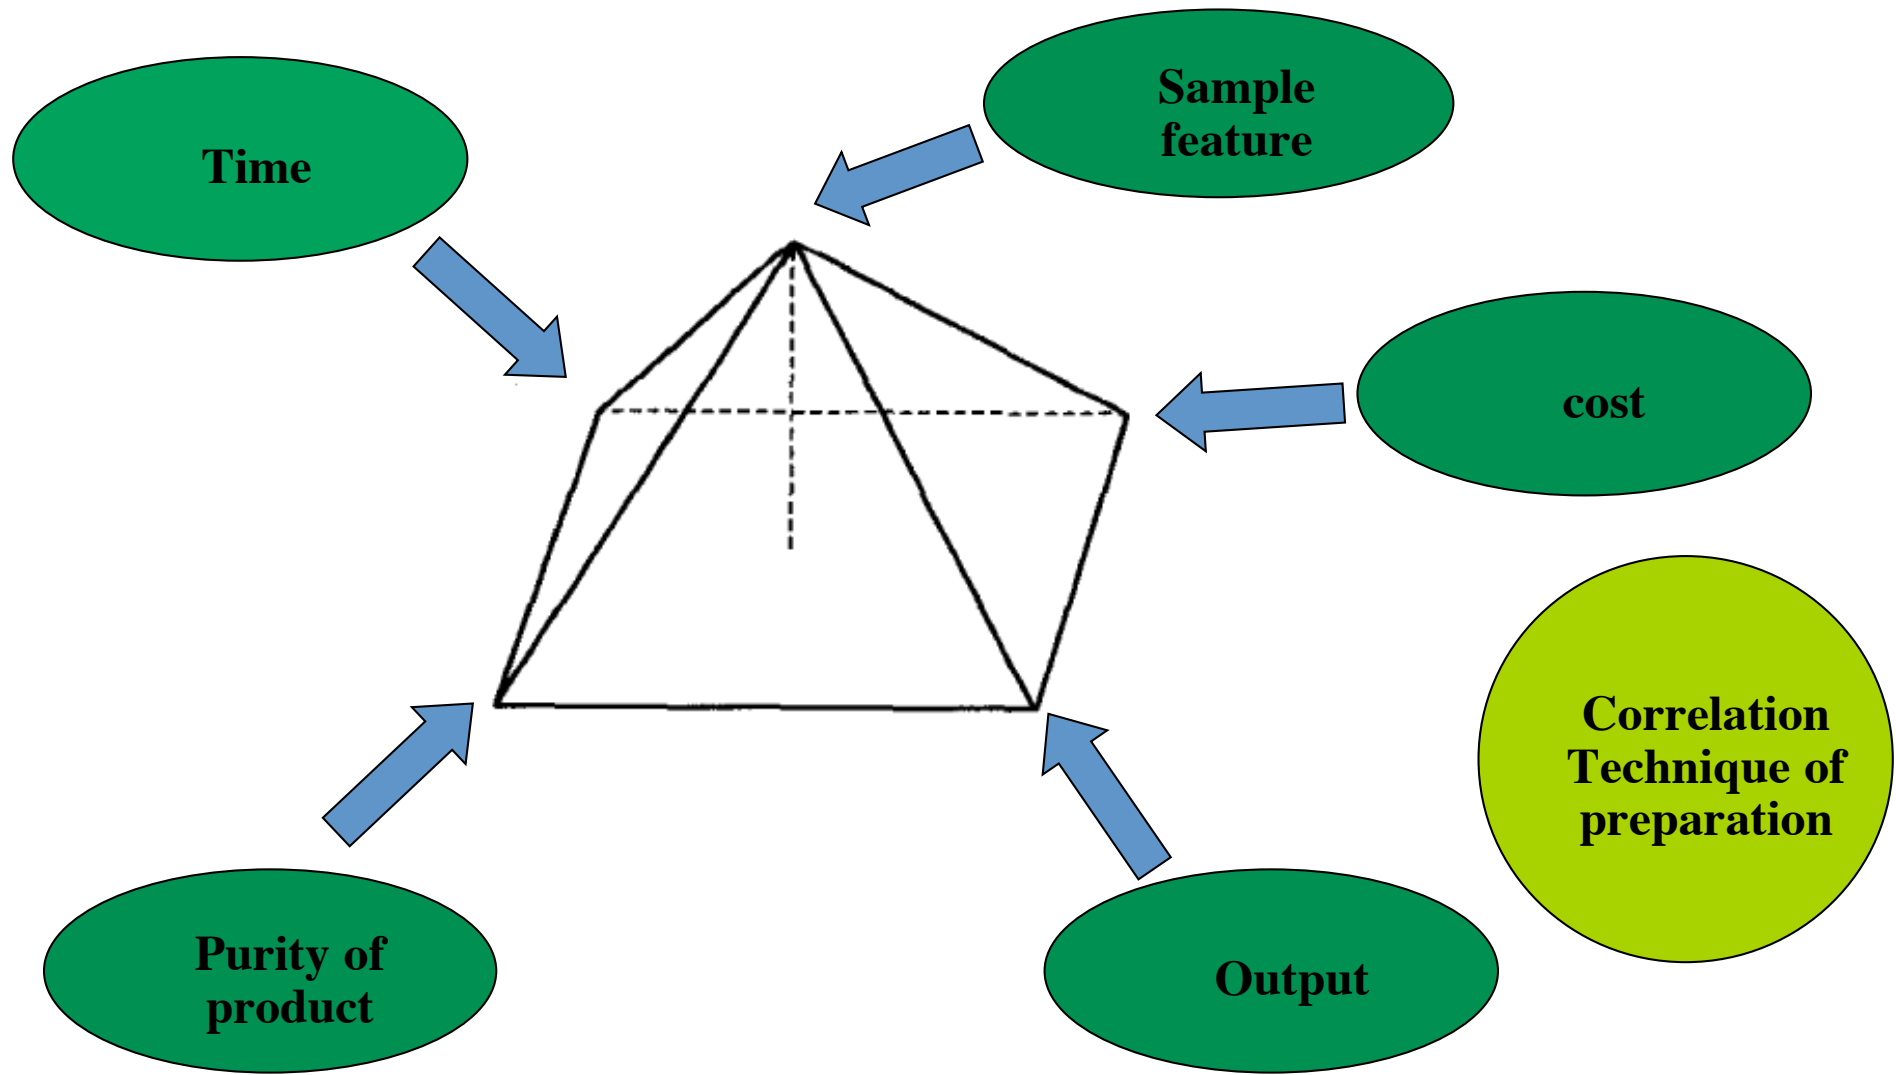 Sample
feature
Time
cost
Correlation
Technique of
preparation
Purity of
product
Output